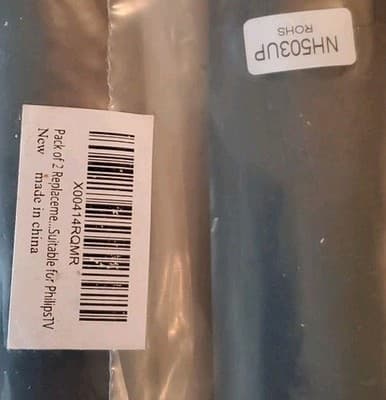 NH503UP
ROHS
X00414RQMR
Pack of 2 Replaceme...Suitable for PhilipsTV
New made in china